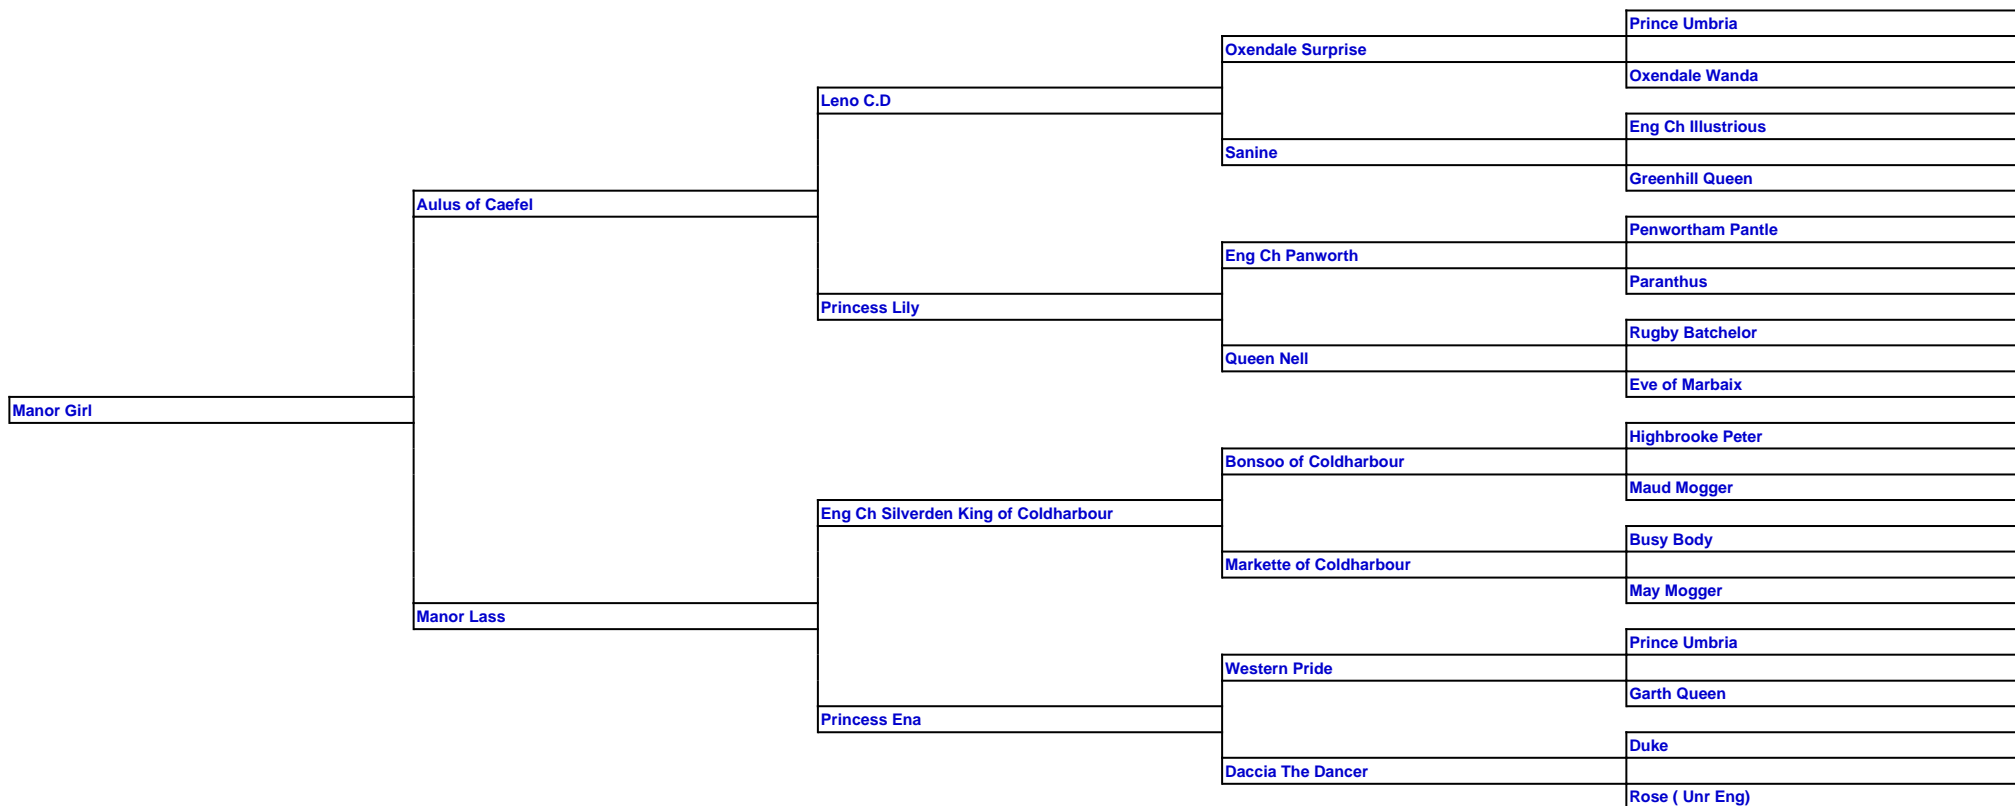 Prince Umbria
Oxendale Surprise
Oxendale Wanda
Leno C.D
Eng Ch Illustrious
Sanine
Greenhill Queen
Aulus of Caefel
Penwortham Pantle
Eng Ch Panworth
Paranthus
Princess Lily
Rugby Batchelor
Queen Nell
Eve of Marbaix
Manor Girl
Highbrooke Peter
Bonsoo of Coldharbour
Maud Mogger
Eng Ch Silverden King of Coldharbour
Busy Body
Markette of Coldharbour
May Mogger
Manor Lass
Prince Umbria
Western Pride
Garth Queen
Princess Ena
Duke
Daccia The Dancer
Rose ( Unr Eng)